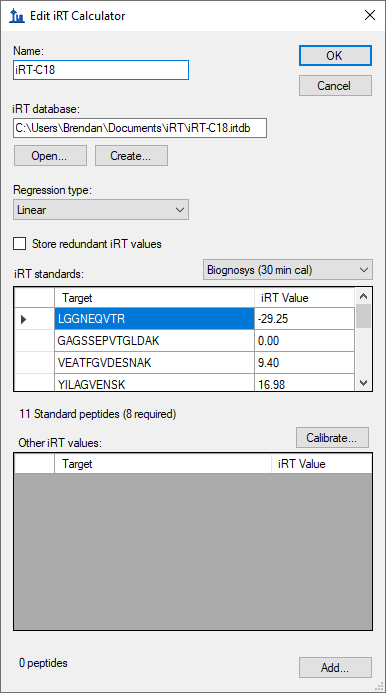 Edit iRT Calculator
Name:
iRT-C18
OK
Cancel
iRT database:
C:\Users\Brendan\Documents\iRT\iRT-C18.irtdb
Open...
Create...
Regression type:
Linear
Store redundant iRT values
iRT standards:
Biognosys (30 min cal)
Target iRT Value
LGGNEQVTR -29.25
GAGSSEPVTGLDAK 0.00
VEATFGVDESNAK 9.40
YILAGVENSK 16.98
11 Standard peptides (8 required)
Other iRT values:
Calibrate...
Target iRT Value
0 peptides
Add...